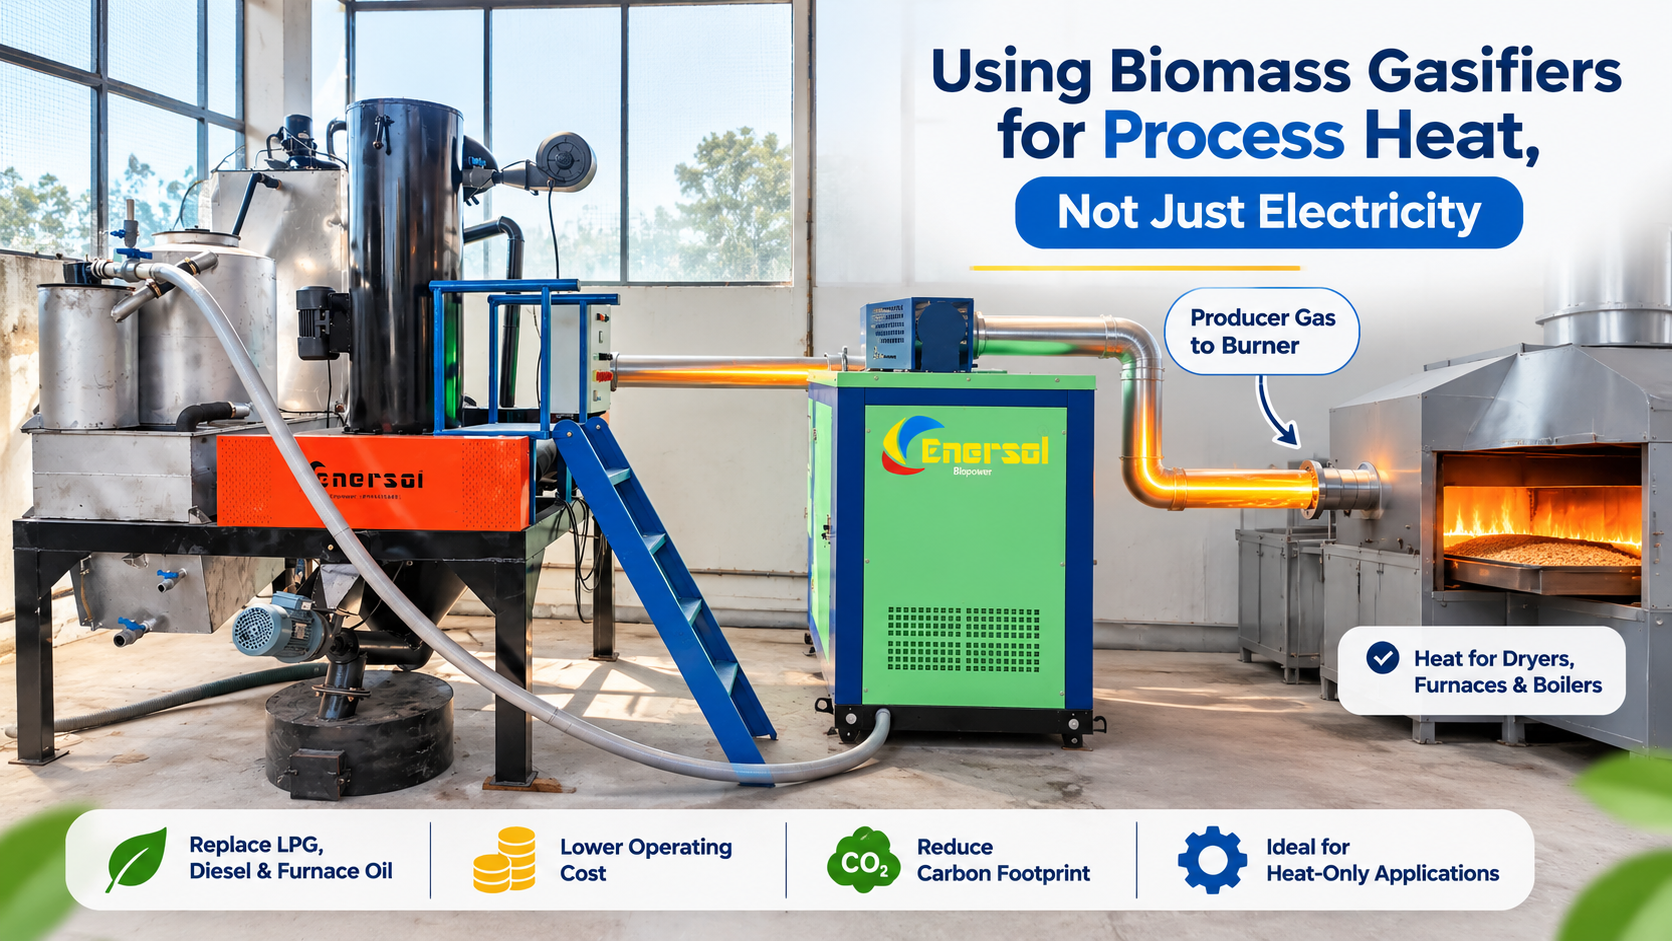 Using Biomass Gasifiers
for Process Heat,
Not Just Electricity
Producer Gas
to Burner
Enersol
Enersol
Biopower
Heat for Dryers,
Furnaces & Boilers
Replace LPG,
Diesel & Furnace Oil
Lower Operating
Cost
CO₂
Reduce
Carbon Footprint
Ideal for
Heat-Only Applications